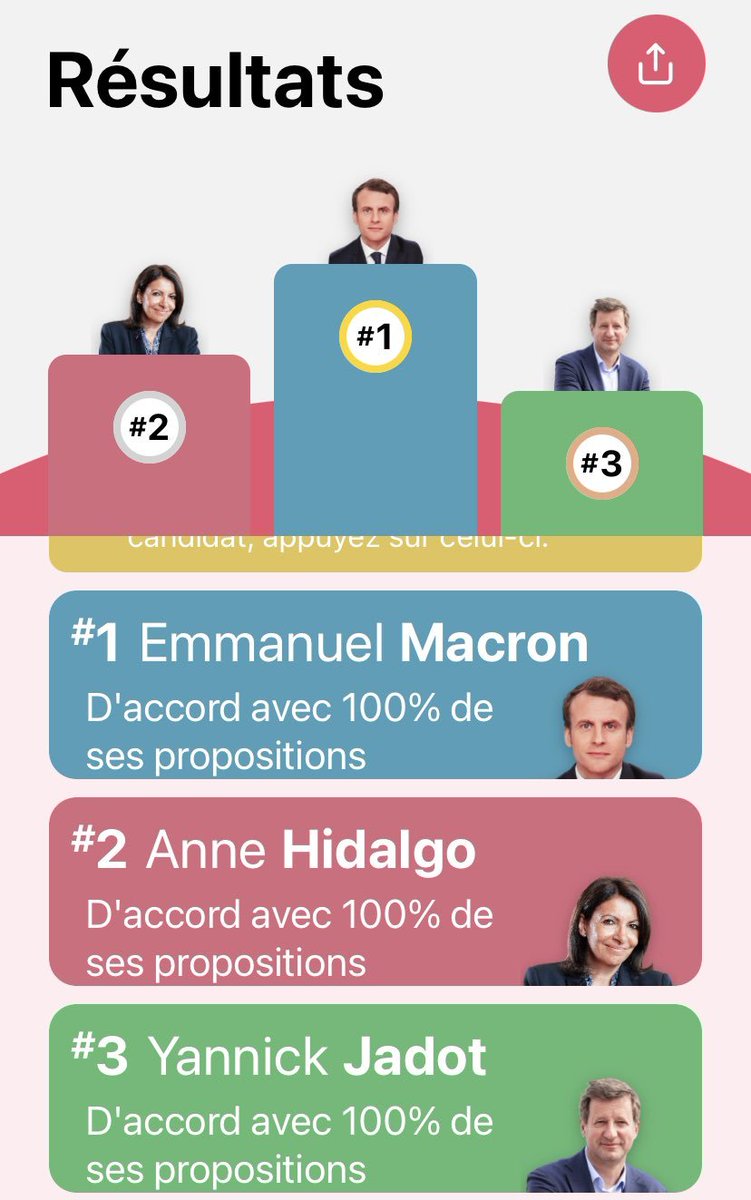 Résultats
#1
#2
#3
candidat, appuyez sur celui-ci.
#1 Emmanuel Macron
D'accord avec 100% de
ses propositions
#2 Anne Hidalgo
D'accord avec 100% de
ses propositions
#3 Yannick Jadot
D'accord avec 100% de
ses propositions